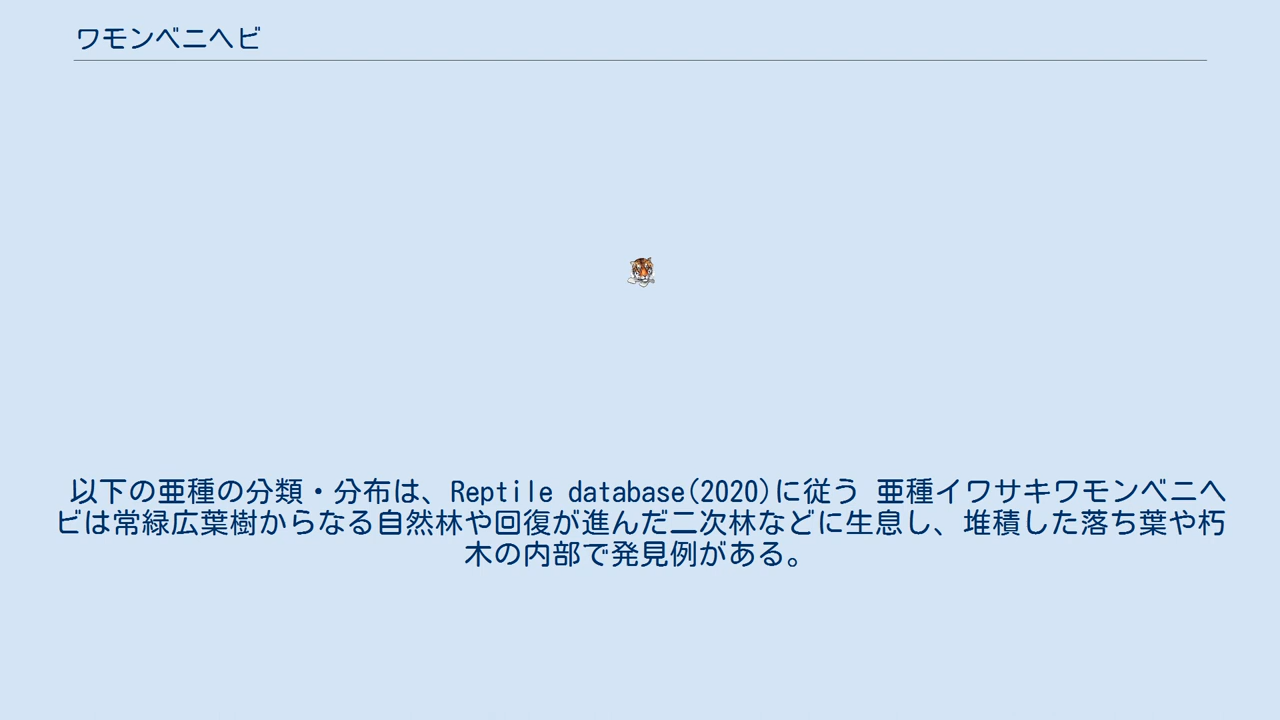 ワモンベニヘビ
以下の亜種の分類・分布は、Reptile database(2020)に従う 亜種イワサキワモンベニヘ
ビは常緑広葉樹からなる自然林や回復が進んだ二次林などに生息し、堆積した落ち葉や朽
木の内部で発見例がある。